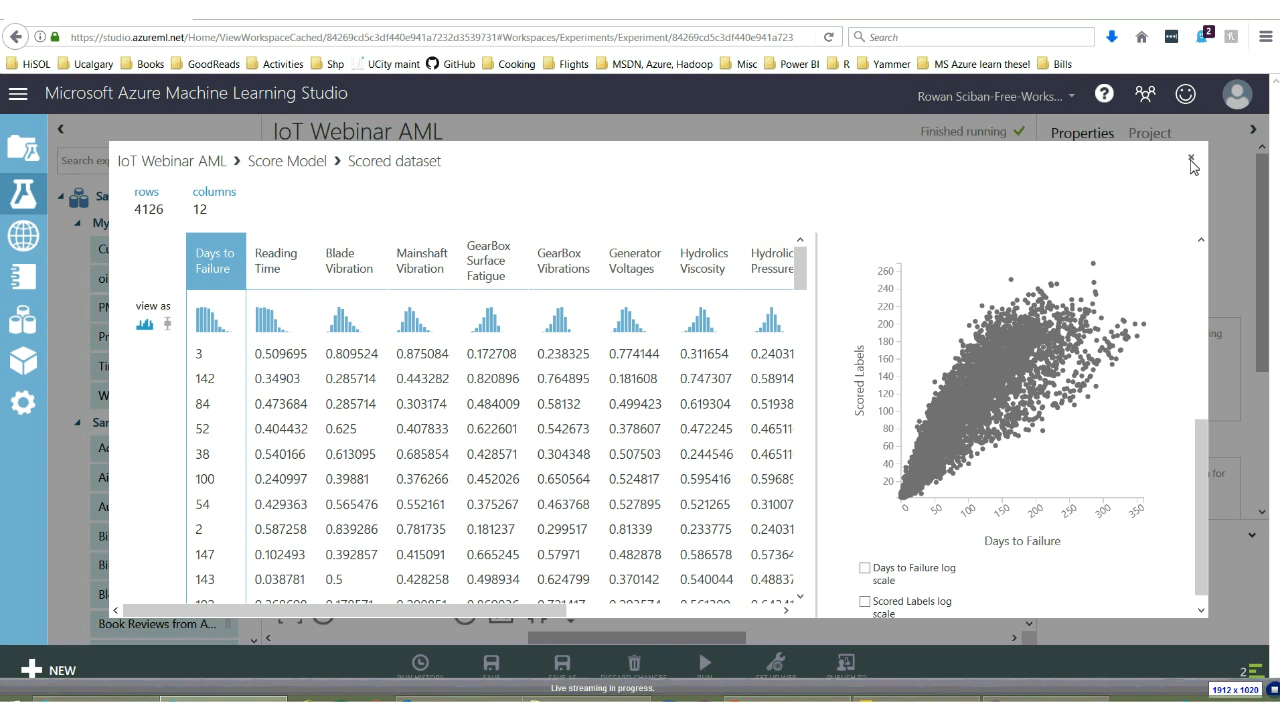 https://studio.azureml.net/Home/ViewWorkspaceCached/84269cd5c3df440e941a7232d3539731#Workspaces/Experiments/Experiment/84269cd5c3df440e941a723
Search
2
HiSOL Ucalgary Books GoodReads Activities Shp UCity maint GitHub Cooking Flights MSDN, Azure, Hadoop Misc Power BI R Yammer MS Azure learn these! Bills
Microsoft Azure Machine Learning Studio
Rowan Sciban-Free-Works...
IoT Webinar AML
Finished running
Properties Project
Search exp
IoT Webinar AML > Score Model > Scored dataset
rows columns
4126 12
Days to Failure Reading Time Blade Vibration Mainshaft Vibration GearBox Surface Fatigue GearBox Vibrations Generator Voltages Hydrolics Viscosity Hydrolic Pressure
view as
3 0.509695 0.809524 0.875084 0.172708 0.238325 0.774144 0.311654 0.24031
142 0.34903 0.285714 0.443282 0.820896 0.764895 0.181608 0.747307 0.58914
84 0.473684 0.285714 0.303174 0.484009 0.58132 0.499423 0.619304 0.51938
52 0.404432 0.625 0.407833 0.622601 0.542673 0.378607 0.472245 0.46511
38 0.540166 0.613095 0.685854 0.428571 0.304348 0.507503 0.244546 0.46511
100 0.240997 0.39881 0.376266 0.452026 0.650564 0.524817 0.595416 0.59689
54 0.429363 0.565476 0.552161 0.375267 0.463768 0.527895 0.521265 0.31007
2 0.587258 0.839286 0.781735 0.181237 0.299517 0.81339 0.233775 0.24031
147 0.102493 0.392857 0.415091 0.665245 0.57971 0.482878 0.586578 0.57364
143 0.038781 0.5 0.428258 0.498934 0.624799 0.370142 0.540044 0.48837
Scored Labels
260
240
220
200
180
160
140
120
100
80
60
40
20
0 50 100 150 200 250 300 350
Days to Failure
Days to Failure log
scale
Scored Labels log
scale
Book Reviews from A...
NEW
2
Live streaming in progress.
1912 x 1020